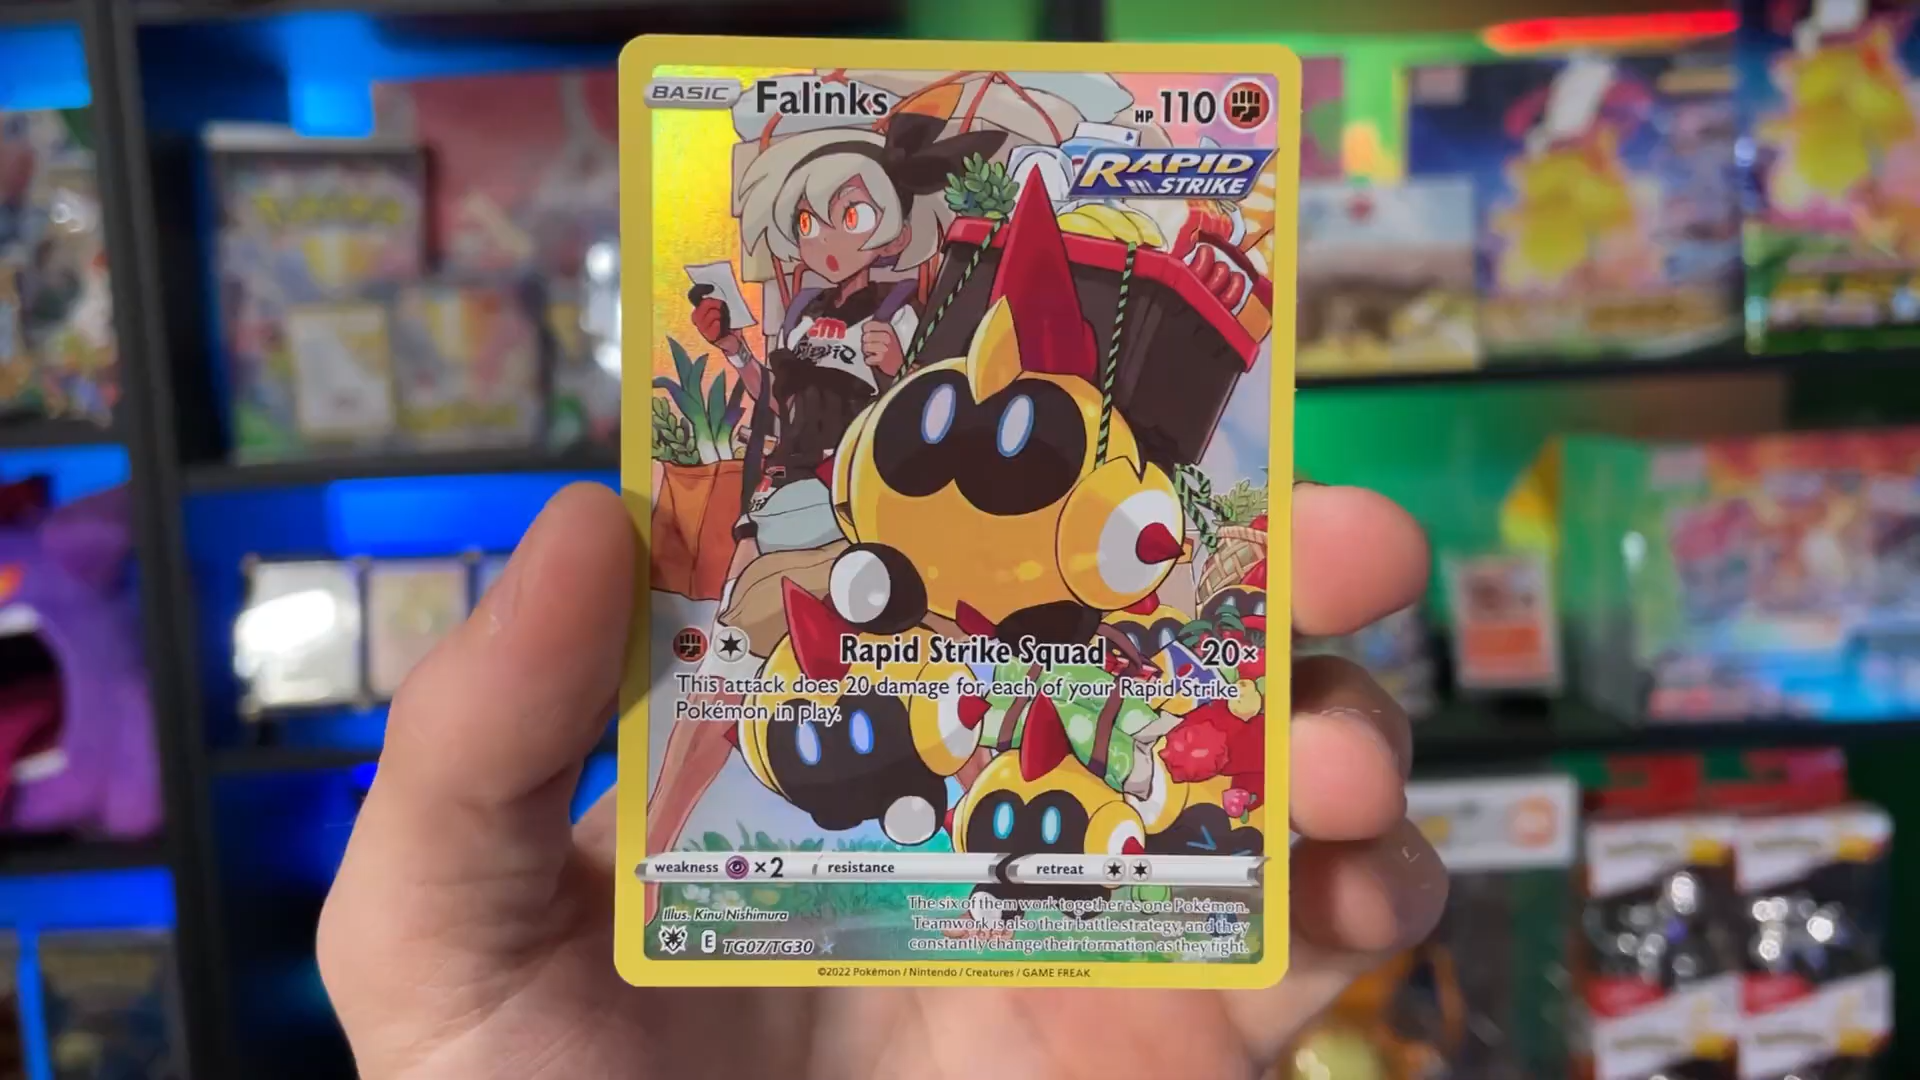 BASIC
Falinks
HP 110
RAPID
STRIKE
Rapid Strike Squad 20×
This attack does 20 damage for each of your Rapid Strike
Pokémon in play.
weakness ×2 resistance retreat
Illus. Kinu Nishimura
E TG07/TG30
The six of them work together as one Pokémon.
Teamwork is also their battle strategy, and they
constantly change their formation as they fight.
©2022 Pokémon / Nintendo / Creatures / GAME FREAK